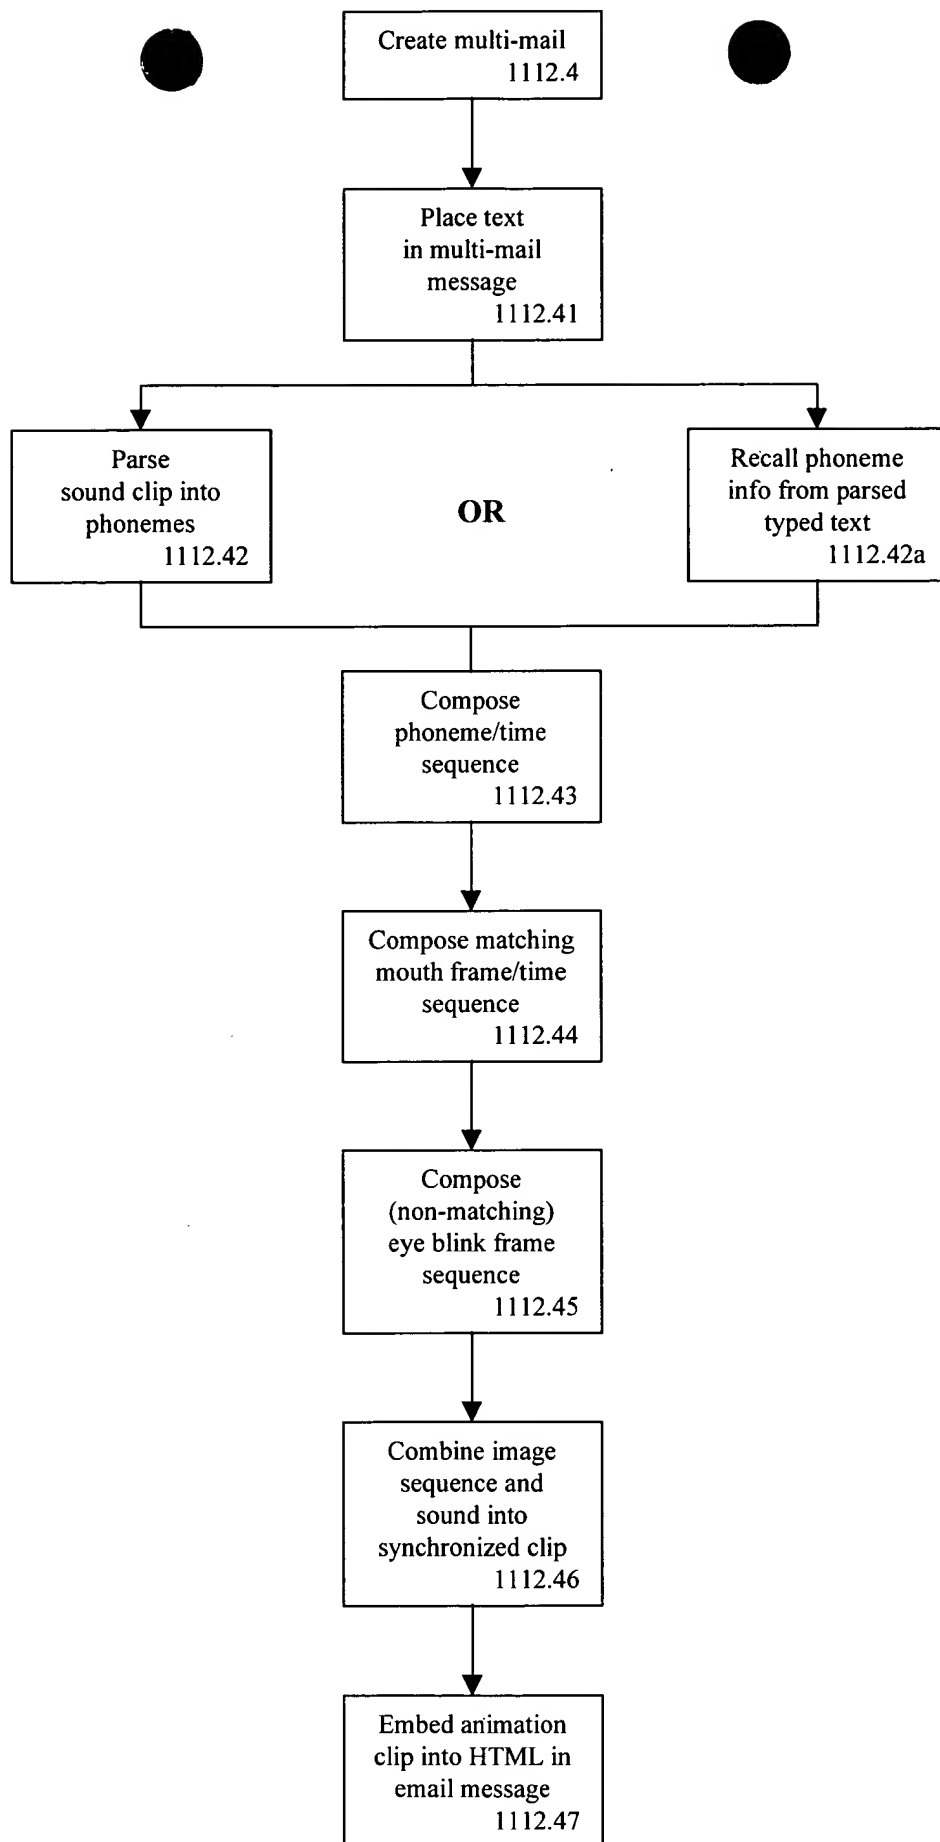 Create multi-mail
1112.4
Place text
in multi-mail
message
1112.41
Parse
sound clip into
phonemes
1112.42
OR
Recall phoneme
info from parsed
typed text
1112.42a
Compose
phoneme/time
sequence
1112.43
Compose matching
mouth frame/time
sequence
1112.44
Compose
(non-matching)
eye blink frame
sequence
1112.45
Combine image
sequence and
sound into
synchronized clip
1112.46
Embed animation
clip into HTML in
email message
1112.47